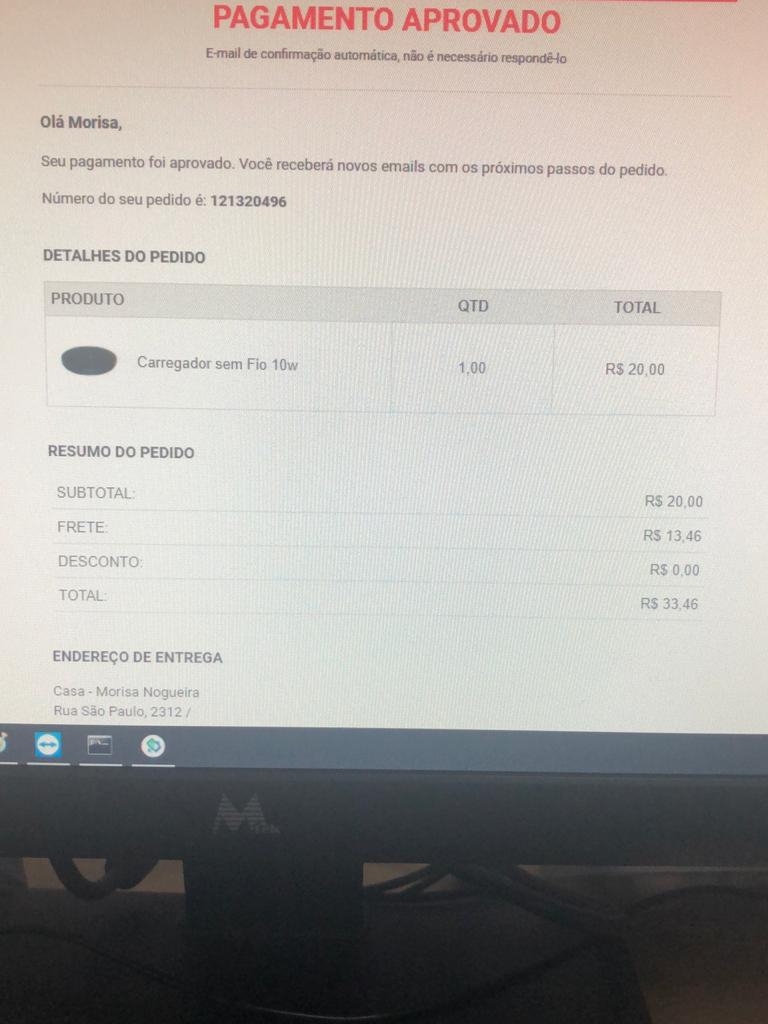 PAGAMENTO APROVADO
E-mail de confirmação automática, não é necessário respondê-lo
Olá Morisa,
Seu pagamento foi aprovado. Você receberá novos emails com os próximos passos do pedido.
Número do seu pedido é: 121320496
DETALHES DO PEDIDO
PRODUTO QTD TOTAL
Carregador sem Fio 10w 1,00 R$ 20,00
RESUMO DO PEDIDO
SUBTOTAL: R$ 20,00
FRETE: R$ 13,46
DESCONTO: R$ 0,00
TOTAL: R$ 33,46
ENDEREÇO DE ENTREGA
Casa - Morisa Nogueira
Rua São Paulo, 2312 /